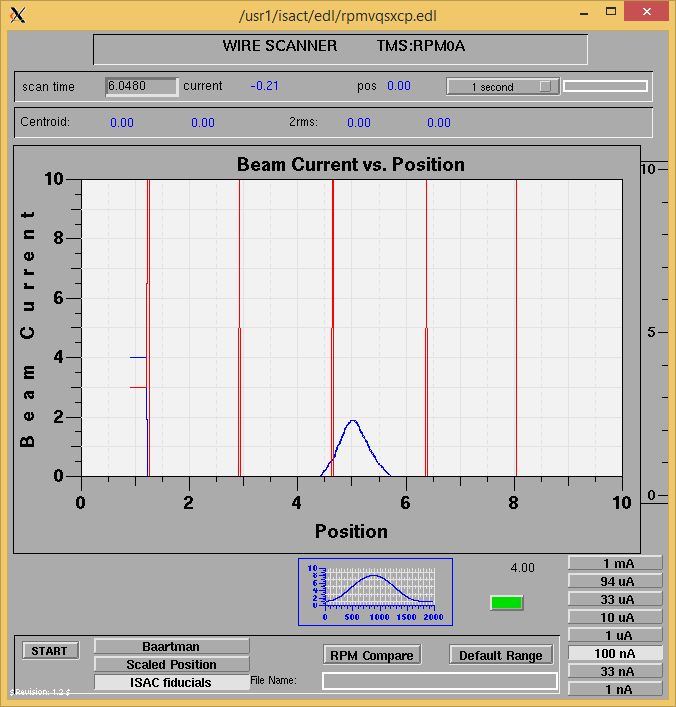 /usr1/isact/edl/rpmvqsxcp.edl
WIRE SCANNER TMS:RPM0A
scan time 6.0480 current -0.21 pos 0.00 1 second
Centroid: 0.00 0.00 2rms: 0.00 0.00
Beam Current vs. Position
Beam Current
10
8
6
4
2
0
0 2 4 6 8 10
Position
10
5
0
10
8
6
4
2
0
0 500 1000 1500 2000
4.00
1 mA
94 uA
33 uA
10 uA
1 uA
100 nA
33 nA
1 nA
START
Baartman
Scaled Position
ISAC fiducials
RPM Compare
Default Range
File Name:
$Revision: 1.2 $